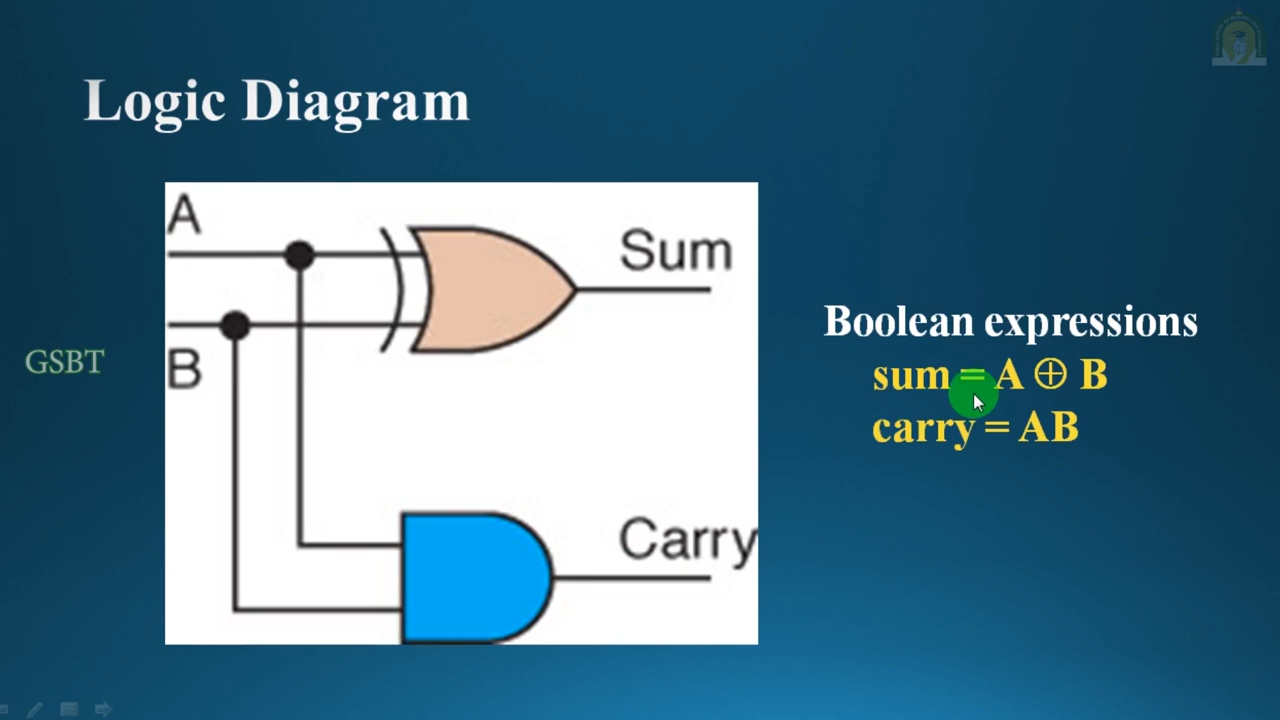 Logic Diagram
A
Sum
B
GSBT
Carry
Boolean expressions
sum = A ⊕ B
carry = AB